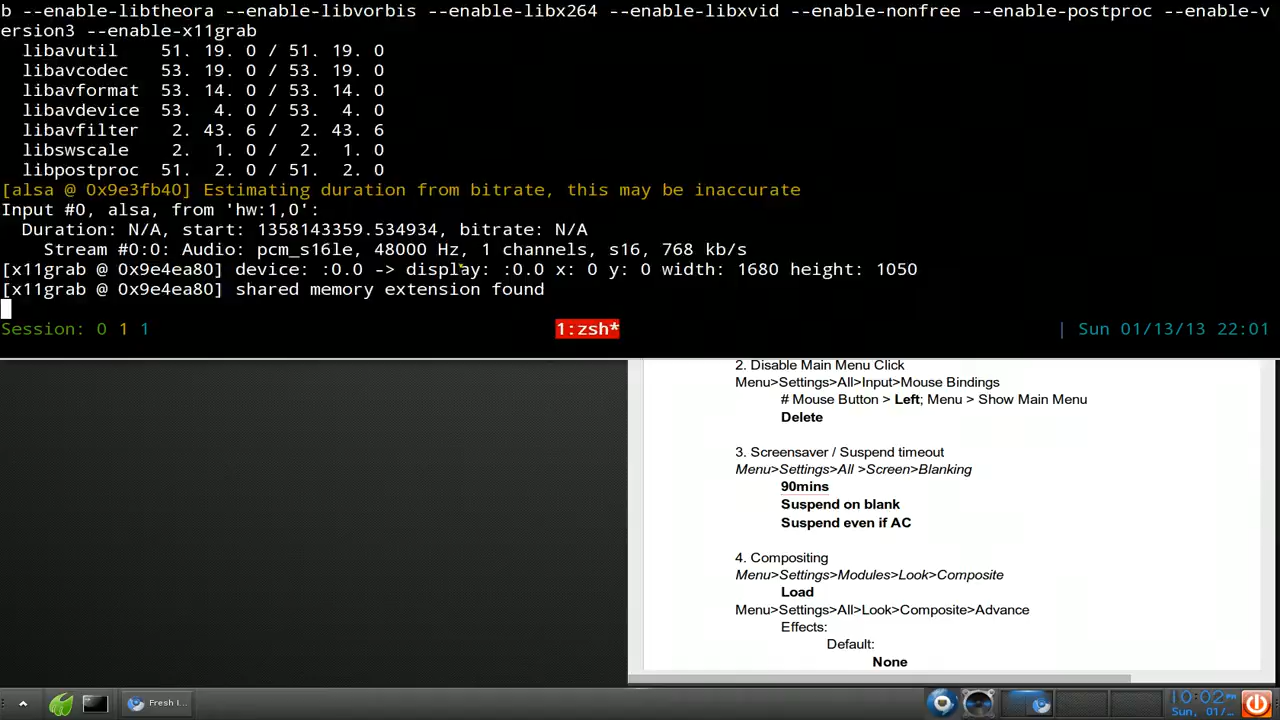 b --enable-libtheora --enable-libvorbis --enable-libx264 --enable-libxvid --enable-nonfree --enable-postproc --enable-v
ersion3 --enable-x11grab
libavutil 51. 19. 0 / 51. 19. 0
libavcodec 53. 19. 0 / 53. 19. 0
libavformat 53. 14. 0 / 53. 14. 0
libavdevice 53. 4. 0 / 53. 4. 0
libavfilter 2. 43. 6 / 2. 43. 6
libswscale 2. 1. 0 / 2. 1. 0
libpostproc 51. 2. 0 / 51. 2. 0
[alsa @ 0x9e3fb40] Estimating duration from bitrate, this may be inaccurate
Input #0, alsa, from 'hw:1,0':
Duration: N/A, start: 1358143359.534934, bitrate: N/A
Stream #0:0: Audio: pcm_s16le, 48000 Hz, 1 channels, s16, 768 kb/s
[x11grab @ 0x9e4ea80] device: :0.0 -> display: :0.0 x: 0 y: 0 width: 1680 height: 1050
[x11grab @ 0x9e4ea80] shared memory extension found
Session: 0 1 1 1:zsh* | Sun 01/13/13 22:01
2. Disable Main Menu Click
Menu>Settings>All>Input>Mouse Bindings
# Mouse Button > Left; Menu > Show Main Menu
Delete
3. Screensaver / Suspend timeout
Menu>Settings>All >Screen>Blanking
90mins
Suspend on blank
Suspend even if AC
4. Compositing
Menu>Settings>Modules>Look>Composite
Load
Menu>Settings>All>Look>Composite>Advance
Effects:
Default:
None
Fresh I...
10:02PM
Sun, 01/...